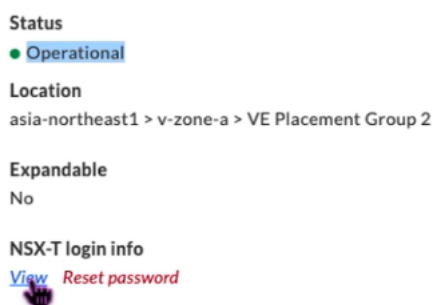 Status
Operational
Location
asia-northeast1 > v-zone-a > VE Placement Group 2
Expandable
No
NSX-T login info
View Reset password